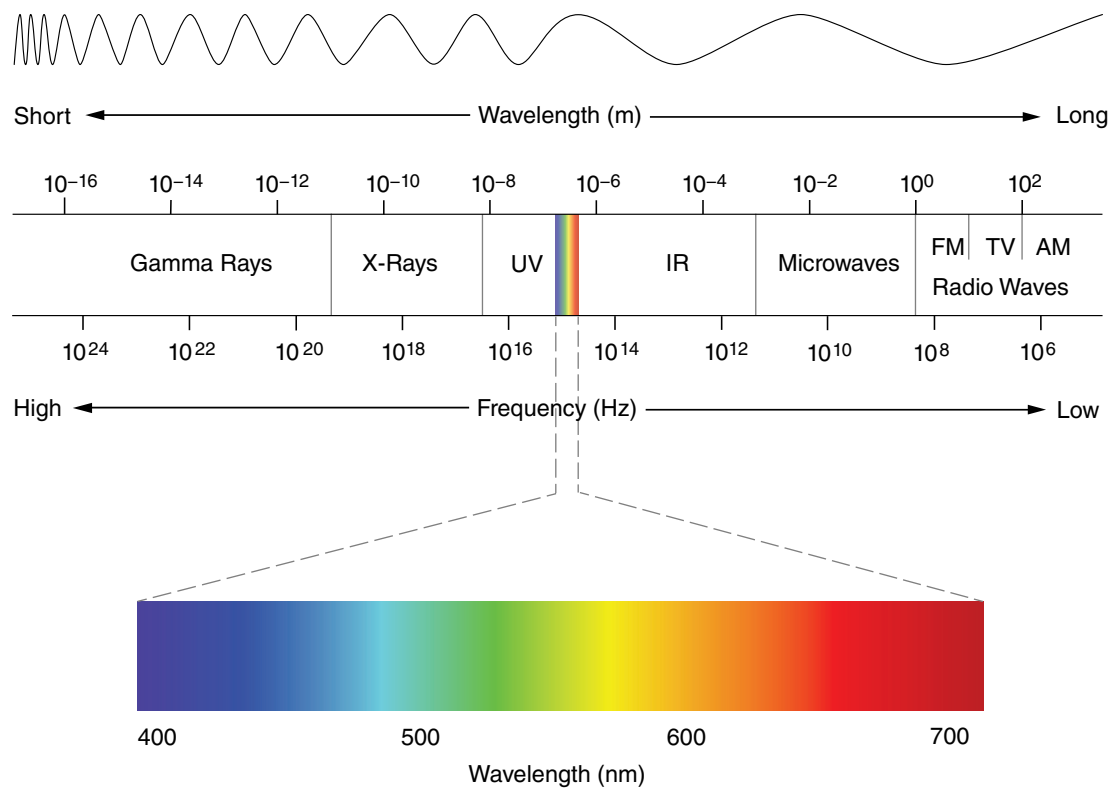 Short Wavelength (m) Long
10–16 10–14 10–12 10–10 10–8 10–6 10–4 10–2 100 102
FM TV AM
Gamma Rays X-Rays UV IR Microwaves
Radio Waves
1024 1022 1020 1018 1016 1014 1012 1010 108 106
High Frequency (Hz) Low
400 500 600 700
Wavelength (nm)